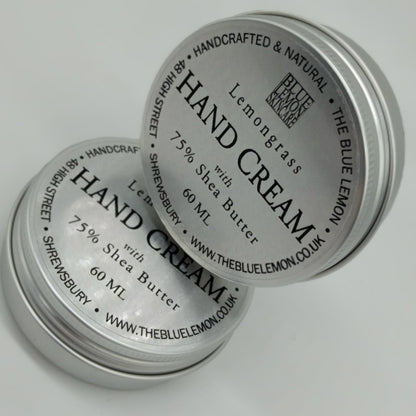 HANDCRAFTED & NATURAL • THE BLUE LEMON • WWW.THEBLUELEMON.CO.UK • SHREWSBURY • 48 HIGH STREET •
BLUE
LEMON
SKINCARE
Lemongrass
HAND CREAM
with
75% Shea Butter
60 ML
HANDCRAFTED
Le
HAND CREAM
with
75% Shea Butter
60 ML
WWW.THEBLUELEMON.CO.UK • SHREWSBURY • 48 HIGH STREET •